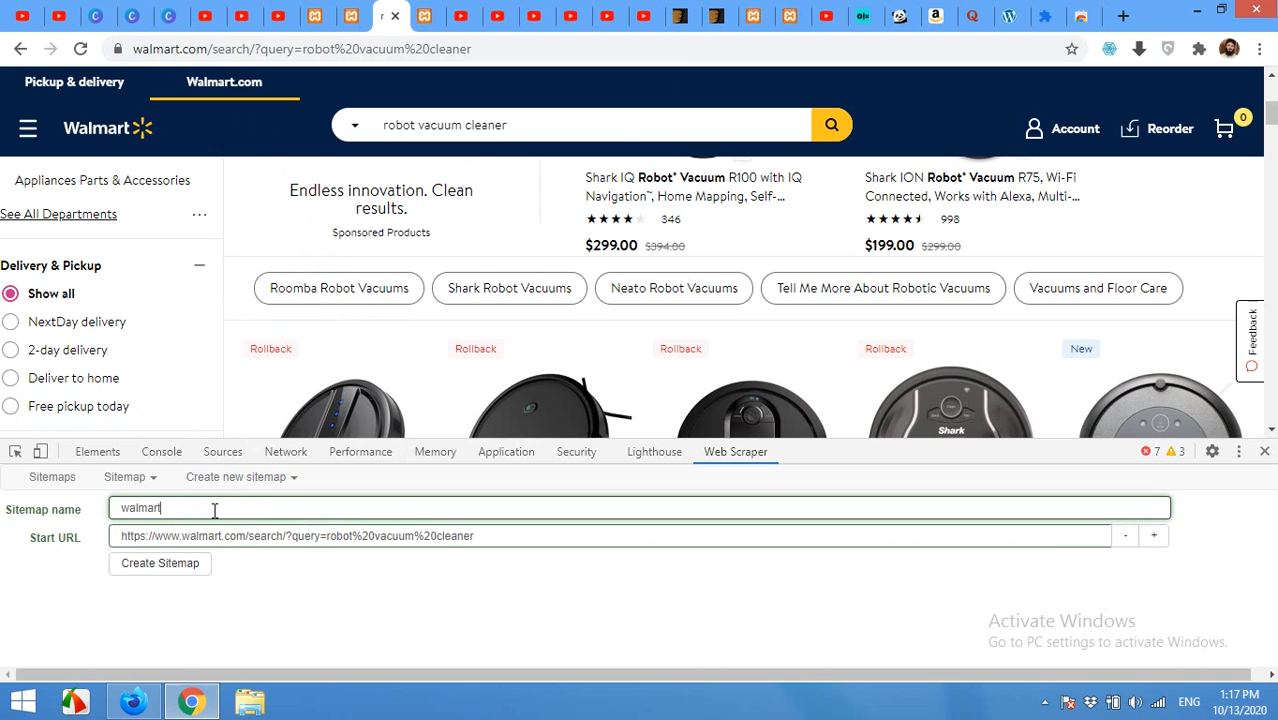 r
walmart.com/search/?query=robot%20vacuum%20cleaner
Pickup & delivery
Walmart.com
Walmart
robot vacuum cleaner
Account
Reorder
0
Appliances Parts & Accessories
See All Departments
Delivery & Pickup
Show all
NextDay delivery
2-day delivery
Deliver to home
Free pickup today
Endless innovation. Clean
results.
Sponsored Products
Shark IQ Robot* Vacuum R100 with IQ
Navigation™, Home Mapping, Self-...
346
$299.00 $394.00
Shark ION Robot* Vacuum R75, Wi-Fi
Connected, Works with Alexa, Multi-...
998
$199.00 $299.00
Roomba Robot Vacuums
Shark Robot Vacuums
Neato Robot Vacuums
Tell Me More About Robotic Vacuums
Vacuums and Floor Care
Rollback
Rollback
Rollback
Rollback
New
Shark
Feedback
Elements
Console
Sources
Network
Performance
Memory
Application
Security
Lighthouse
Web Scraper
7
3
Sitemaps
Sitemap
Create new sitemap
Sitemap name
walmart
Start URL
https://www.walmart.com/search/?query=robot%20vacuum%20cleaner
-
+
Create Sitemap
Activate Windows
Go to PC settings to activate Windows.
ENG
1:17 PM
10/13/2020